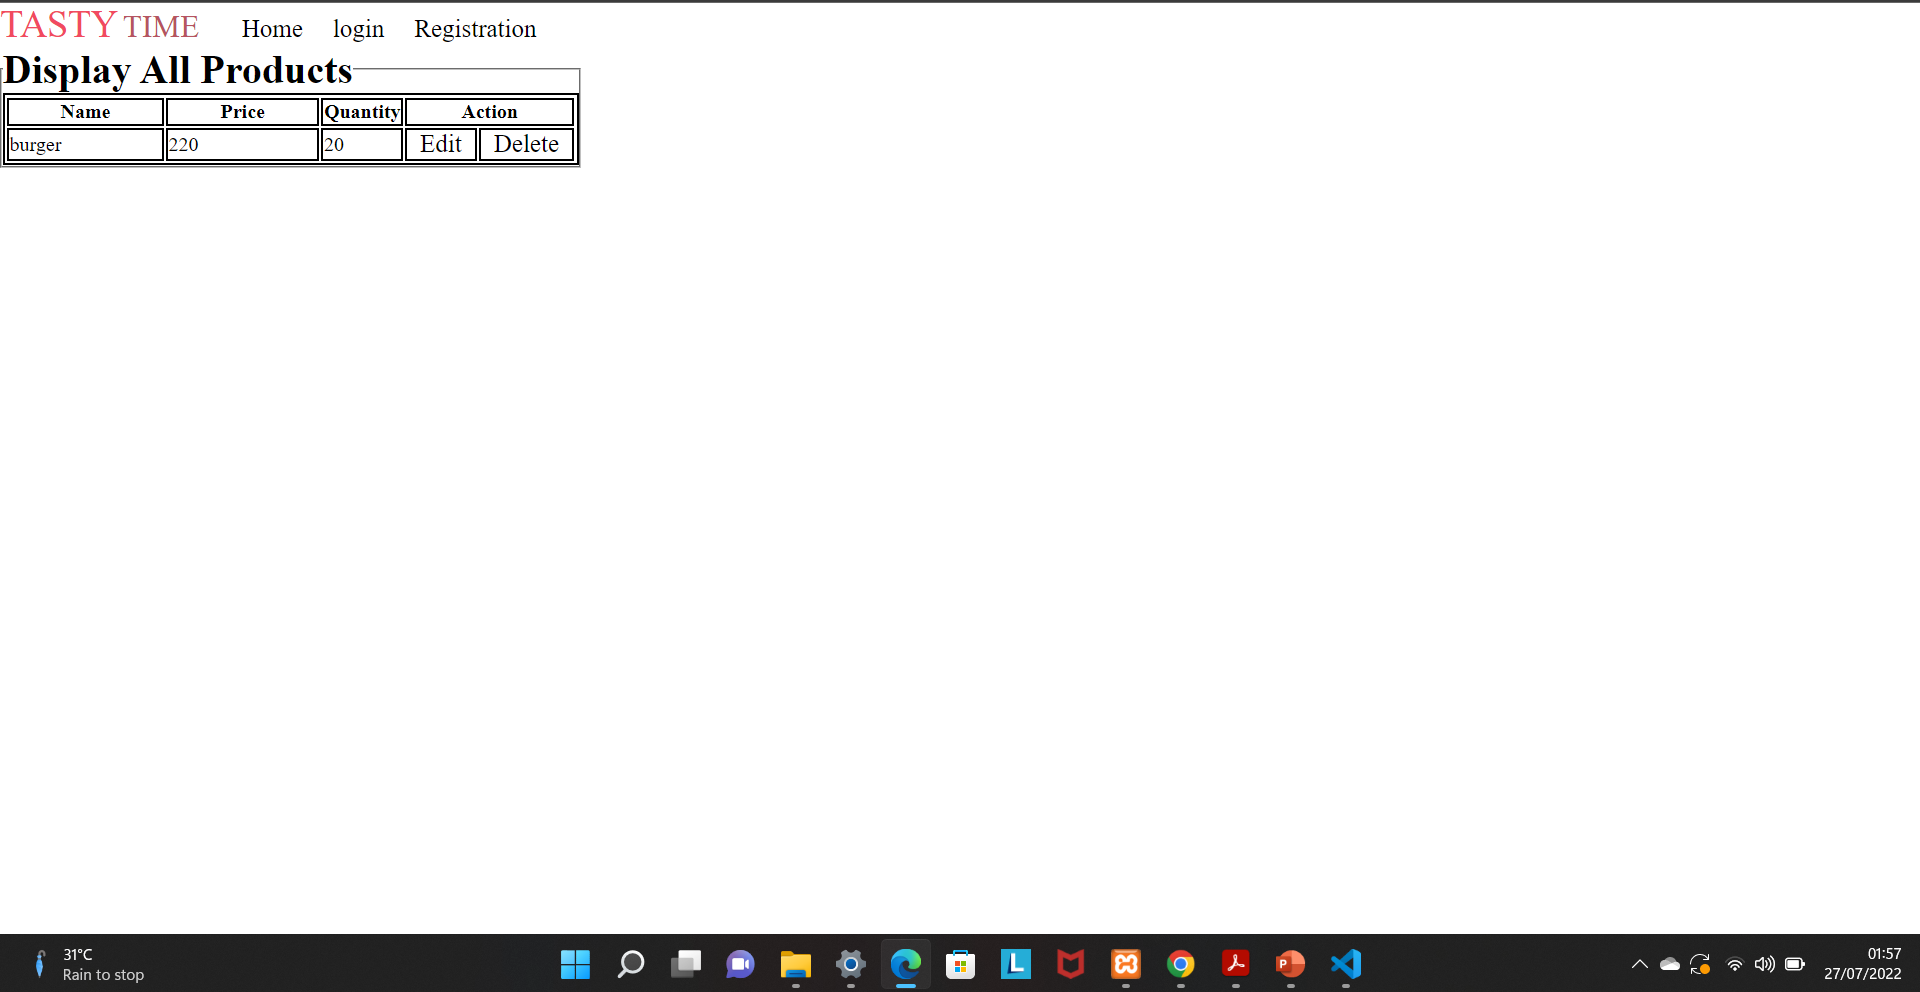 TASTY TIME Home login Registration
Display All Products
Name Price Quantity Action
burger 220 20 Edit Delete
31°C
Rain to stop
L
P
01:57
27/07/2022